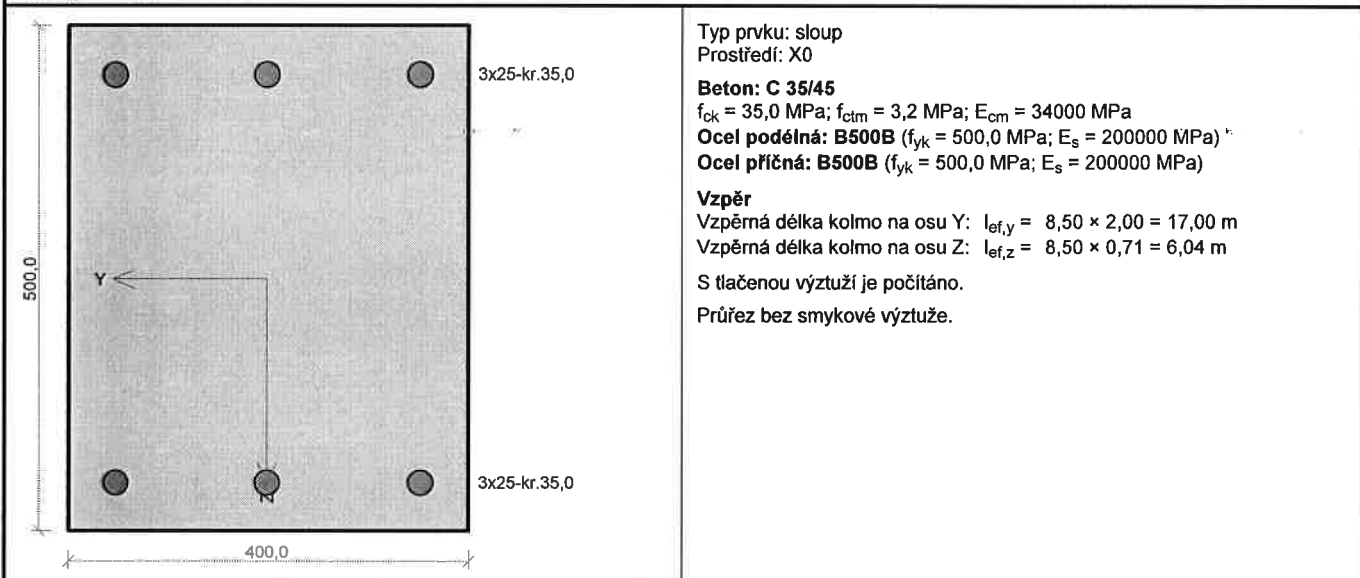 3x25-kr.35,0
500,0
Y
Z
3x25-kr.35,0
400,0
Typ prvku: sloup
Prostředí: X0
Beton: C 35/45
fck = 35,0 MPa; fctm = 3,2 MPa; Ecm = 34000 MPa
Ocel podélná: B500B (fyk = 500,0 MPa; Es = 200000 MPa)
Ocel příčná: B500B (fyk = 500,0 MPa; Es = 200000 MPa)
Vzpěr
Vzpěrná délka kolmo na osu Y: lef,y = 8,50 × 2,00 = 17,00 m
Vzpěrná délka kolmo na osu Z: lef,z = 8,50 × 0,71 = 6,04 m
S tlačenou výztuží je počítáno.
Průřez bez smykové výztuže.